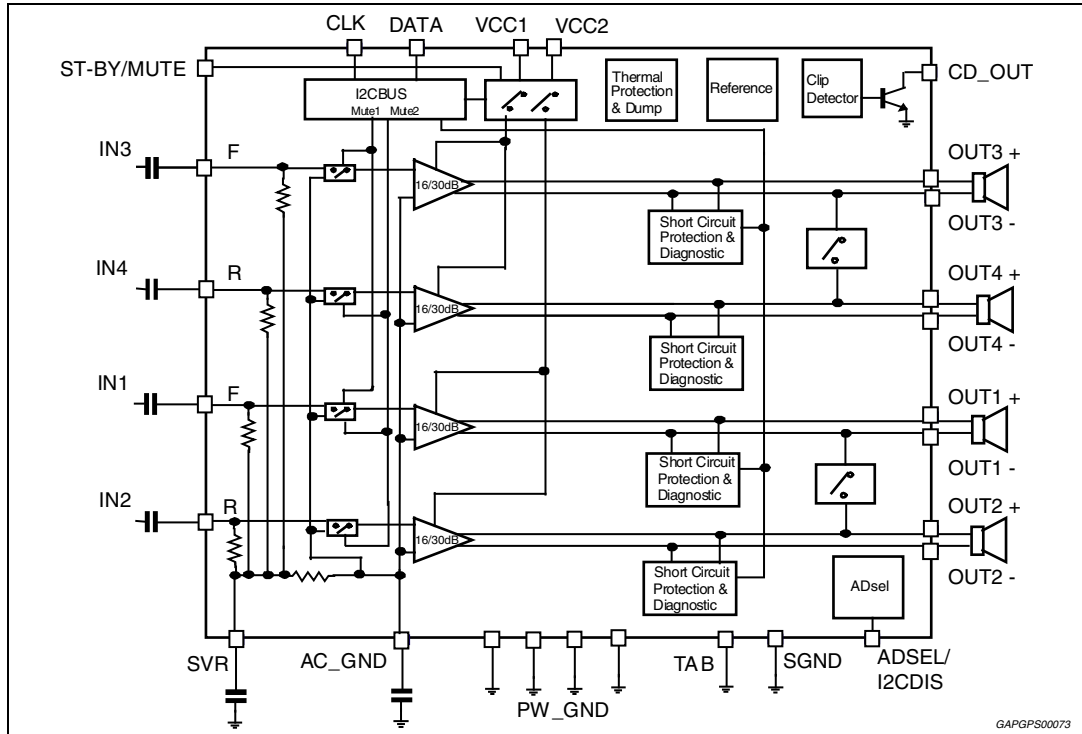 CLK DATA VCC1 VCC2
ST-BY/MUTE
I2CBUS
Mute1 Mute2
Thermal
Protection
& Dump
Reference
Clip
Detector
CD_OUT
IN3
F
16/30dB
OUT3 +
Short Circuit
Protection &
Diagnostic
OUT3 -
IN4
R
16/30dB
OUT4 +
Short Circuit
Protection &
Diagnostic
OUT4 -
IN1
F
16/30dB
OUT1 +
Short Circuit
Protection &
Diagnostic
OUT1 -
IN2
R
16/30dB
OUT2 +
Short Circuit
Protection &
Diagnostic
OUT2 -
ADsel
SVR
AC_GND
PW_GND
TAB
SGND
ADSEL/
I2CDIS
GAPGPS00073